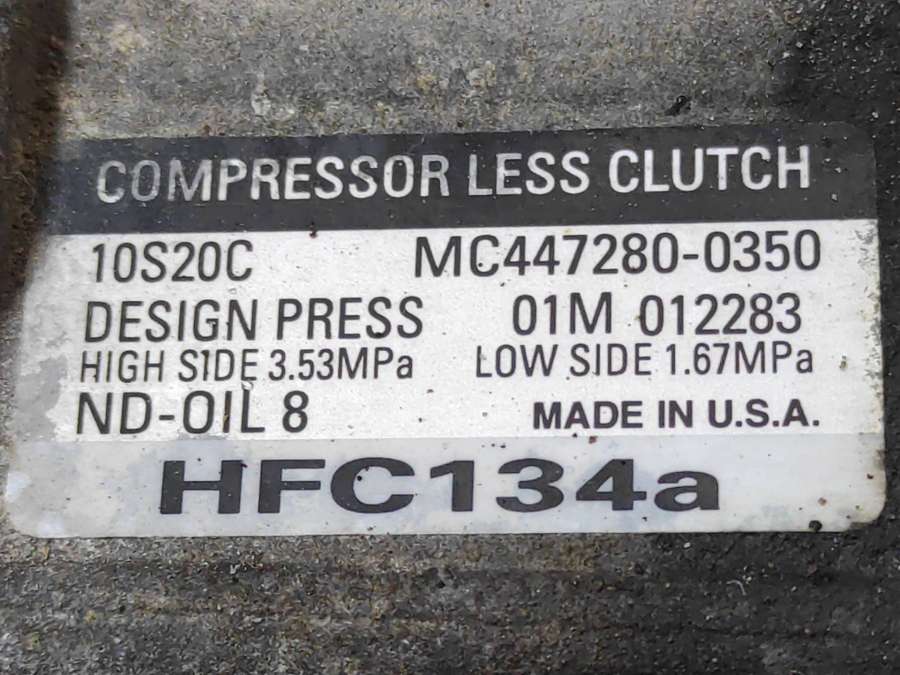 COMPRESSOR LESS CLUTCH
10S20C MC447280-0350
DESIGN PRESS 01M 012283
HIGH SIDE 3.53MPa LOW SIDE 1.67MPa
ND-OIL 8 MADE IN U.S.A.
HFC134a